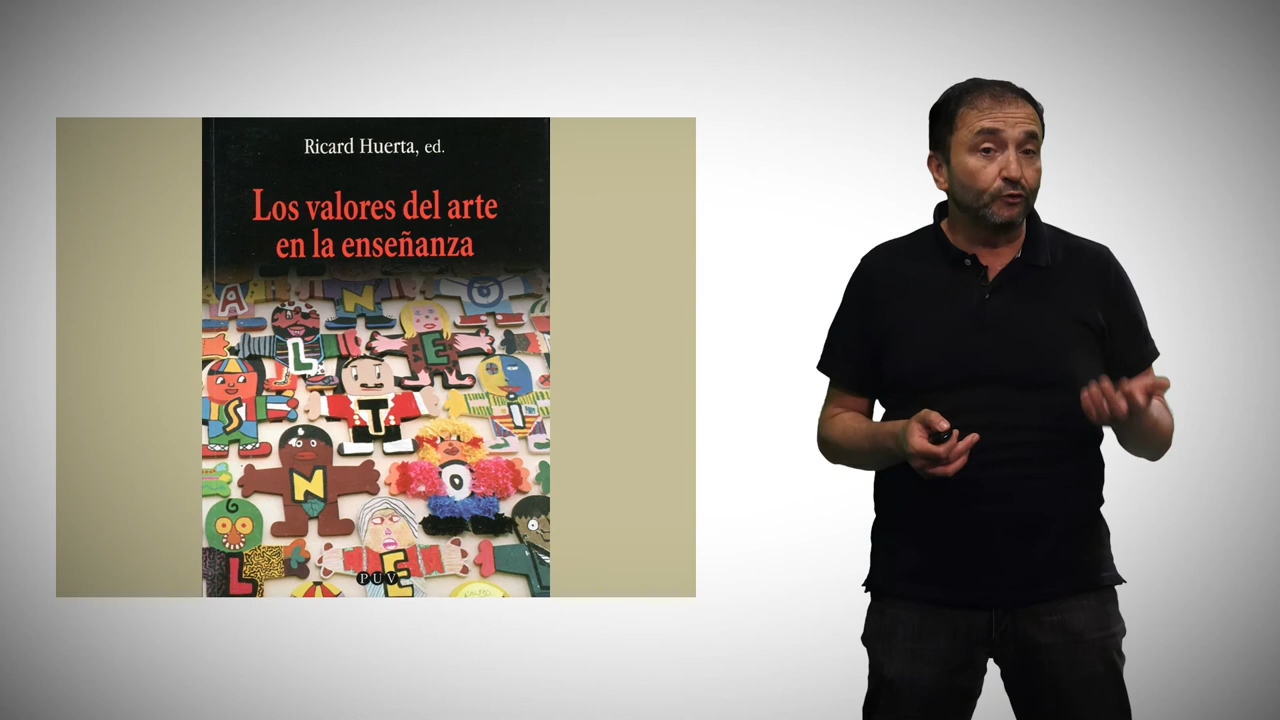 Ricard Huerta, ed.
Los valores del arte
en la enseñanza
A N O
L E
S T I
N O
L E
PUV